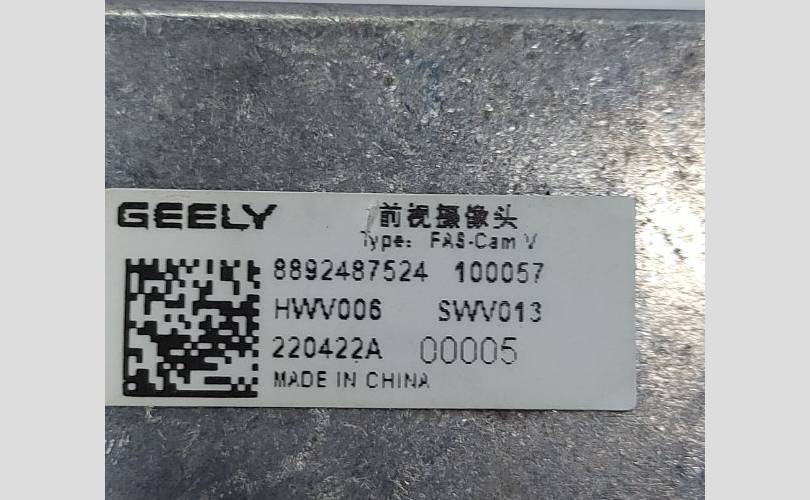 GEELY 前视摄像头
Type: FAS-Cam V
8892487524 100057
HWV006 SWV013
220422A 00005
MADE IN CHINA